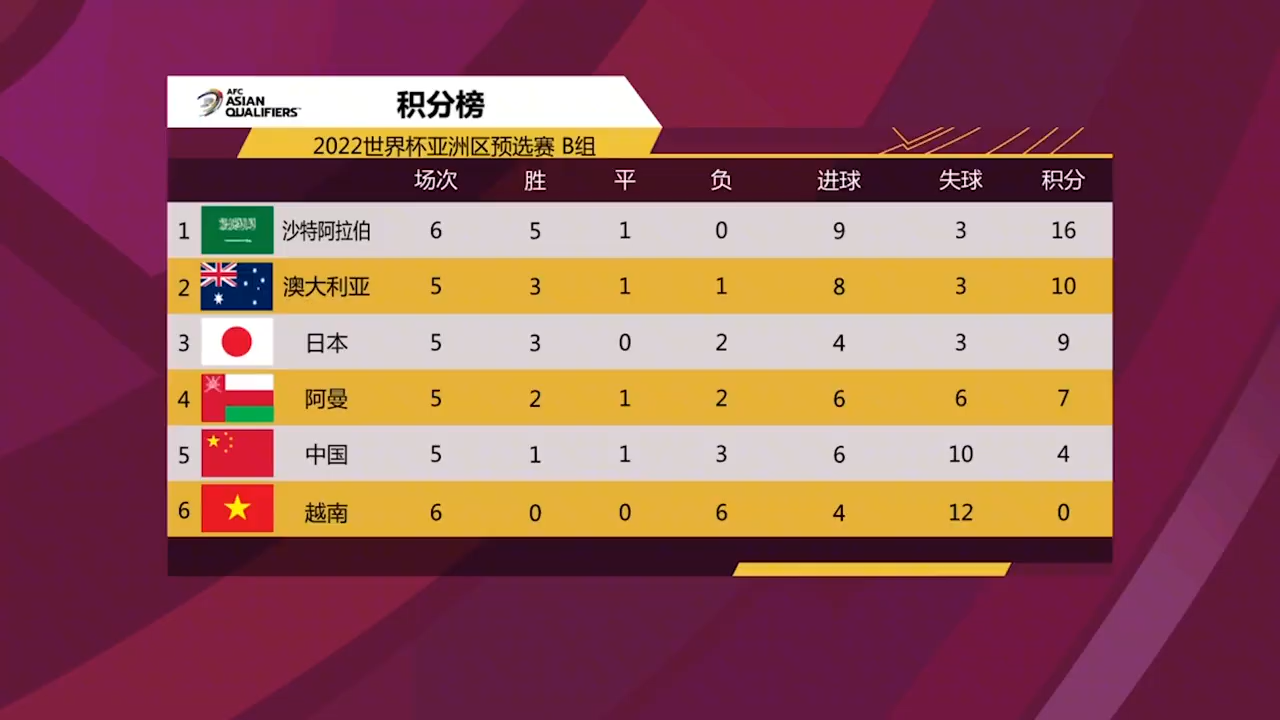 AFC
ASIAN
QUALIFIERS™
积分榜
2022世界杯亚洲区预选赛 B组
场次 胜 平 负 进球 失球 积分
1 沙特阿拉伯 6 5 1 0 9 3 16
2 澳大利亚 5 3 1 1 8 3 10
3 日本 5 3 0 2 4 3 9
4 阿曼 5 2 1 2 6 6 7
5 中国 5 1 1 3 6 10 4
6 越南 6 0 0 6 4 12 0